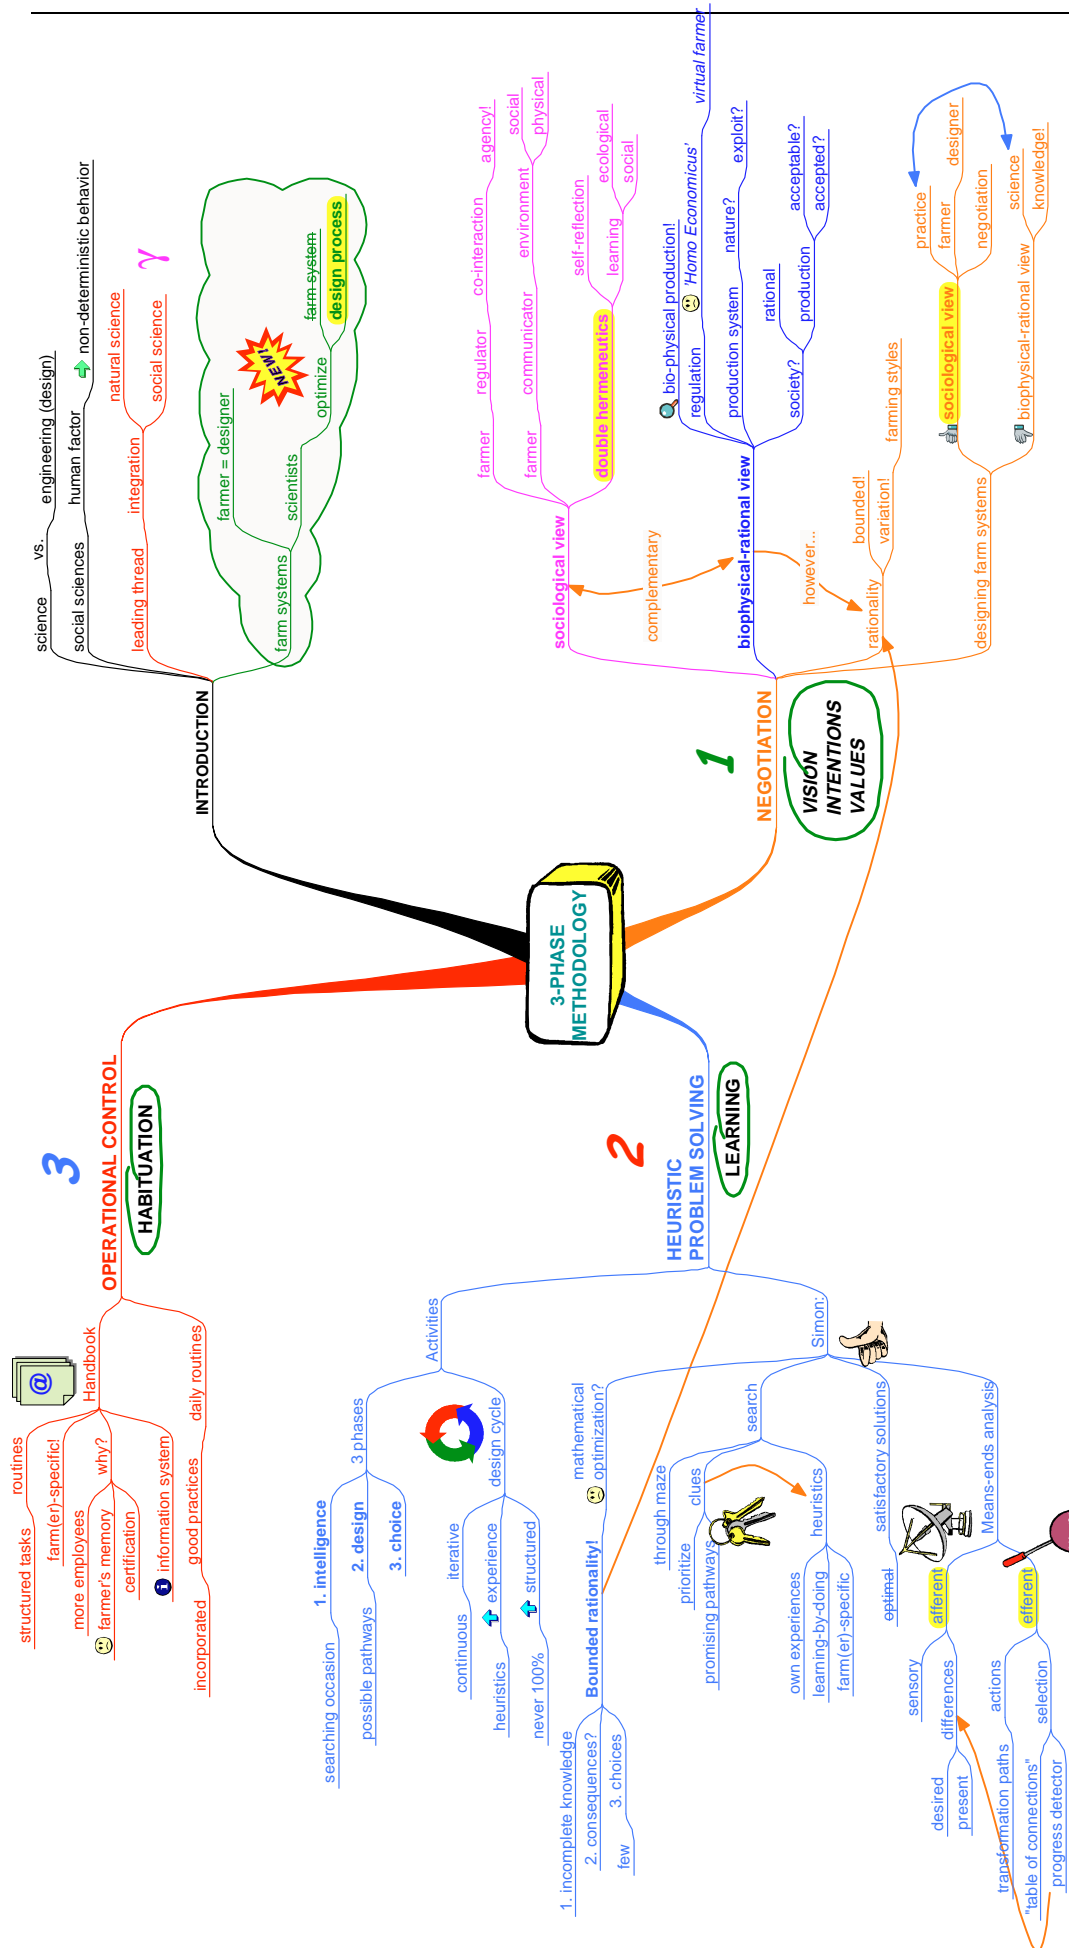 3-PHASE
METHODOLOGY
INTRODUCTION
science
vs.
engineering (design)
social sciences
human factor
non-deterministic behavior
leading thread
integration
natural science
social science
γ
farm systems
farmer = designer
scientists
optimize
farm system
design process
NEW!
1
NEGOTIATION
VISION
INTENTIONS
VALUES
sociological view
farmer
regulator
co-interaction
agency!
farmer
communicator
environment
social
physical
double hermeneutics
self-reflection
learning
ecological
social
complementary
biophysical-rational view
bio-physical production!
regulation
'Homo Economicus'
virtual farmer
production system
nature?
exploit?
society?
rational
production
acceptable?
accepted?
however...
rationality
bounded!
variation!
farming styles
designing farm systems
sociological view
practice
farmer
designer
negotiation
biophysical-rational view
science
knowledge!
2
HEURISTIC
PROBLEM SOLVING
LEARNING
Activities
3 phases
1. intelligence
searching occasion
2. design
possible pathways
3. choice
design cycle
iterative
continuous
experience
heuristics
structured
never 100%
Simon:
mathematical
optimization?
Bounded rationality!
1. incomplete knowledge
2. consequences?
3. choices
few
search
through maze
clues
prioritize
promising pathways
heuristics
own experiences
learning-by-doing
farm(er)-specific
satisfactory solutions
optimal
Means-ends analysis
afferent
sensory
differences
desired
present
efferent
actions
transformation paths
selection
"table of connections"
progress detector
3
OPERATIONAL CONTROL
HABITUATION
Handbook
@
routines
structured tasks
farm(er)-specific!
why?
more employees
farmer's memory
certification
i
information system
daily routines
good practices
incorporated